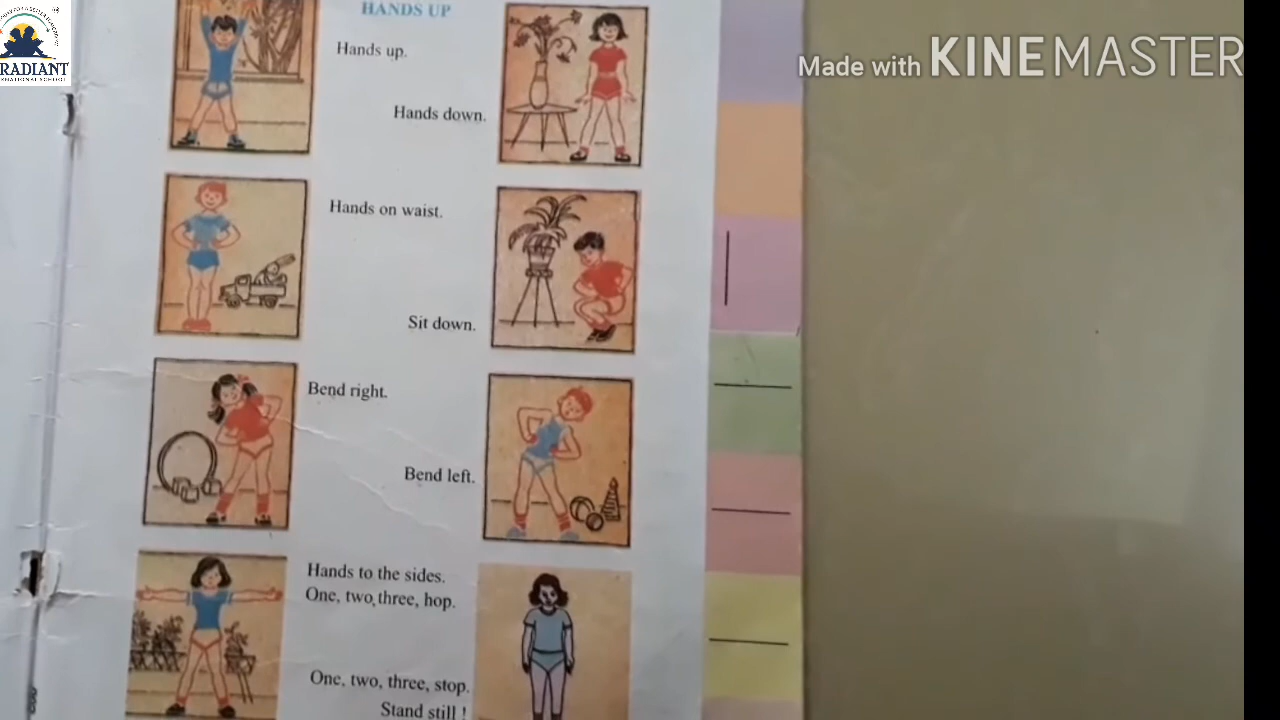 HANDS UP
Hands up.
Hands down.
Hands on waist.
Sit down.
Bend right.
Bend left.
Hands to the sides.
One, two, three, hop.
One, two, three, stop.
Stand still !
RADIANT
Made with KINEMASTER